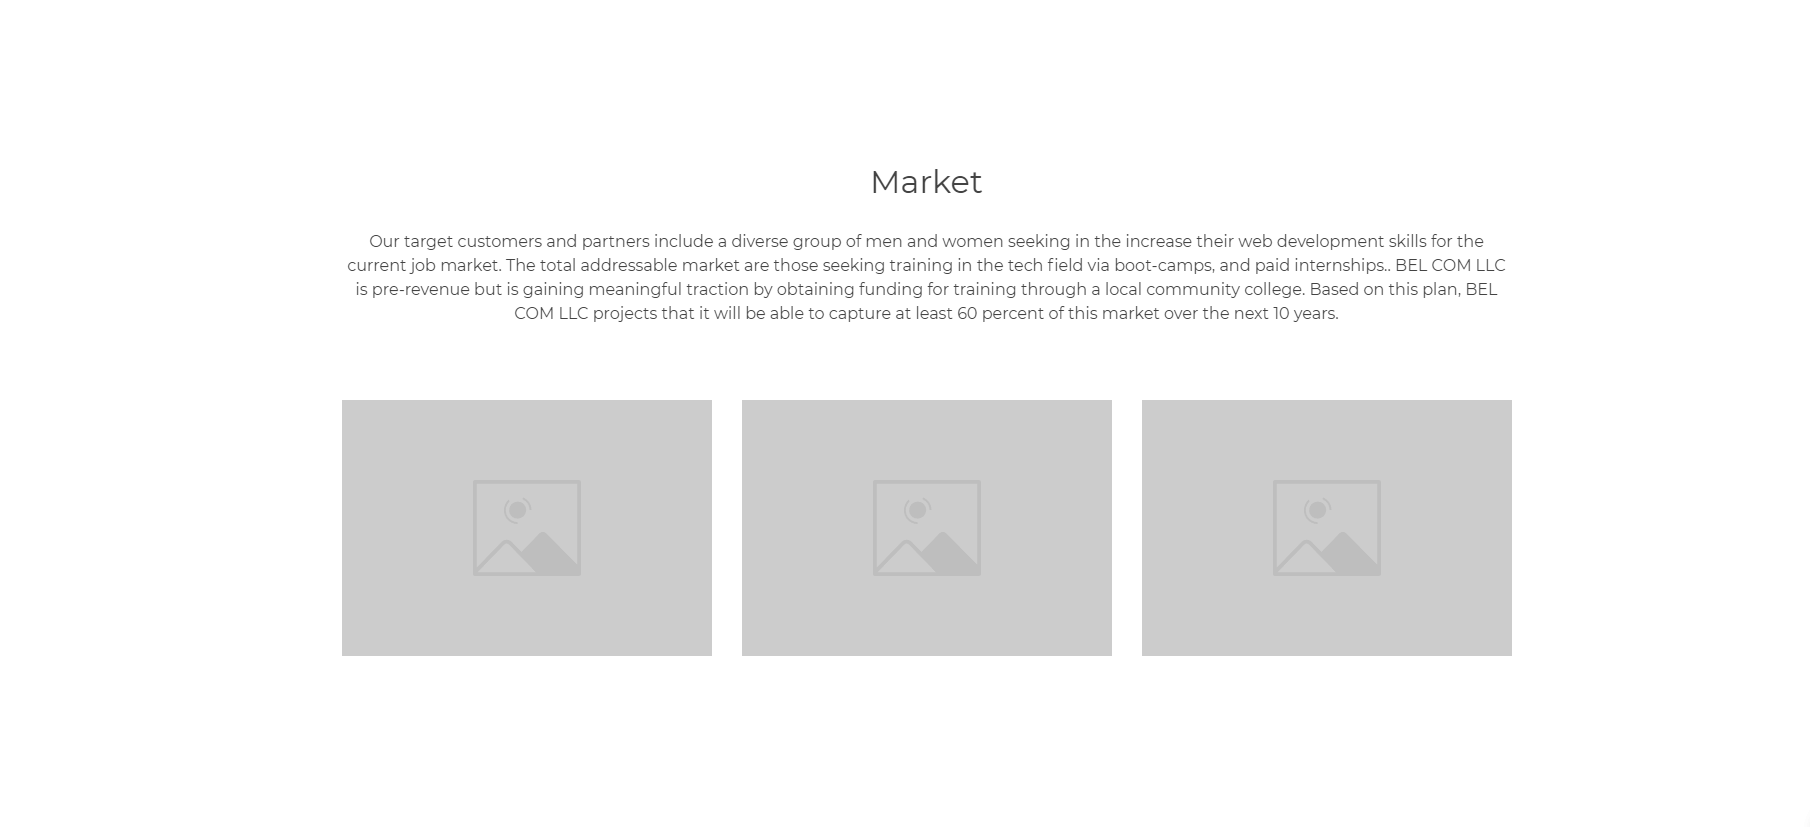 Market
Our target customers and partners include a diverse group of men and women seeking in the increase their web development skills for the
current job market. The total addressable market are those seeking training in the tech field via boot-camps, and paid internships.. BEL COM LLC
is pre-revenue but is gaining meaningful traction by obtaining funding for training through a local community college. Based on this plan, BEL
COM LLC projects that it will be able to capture at least 60 percent of this market over the next 10 years.